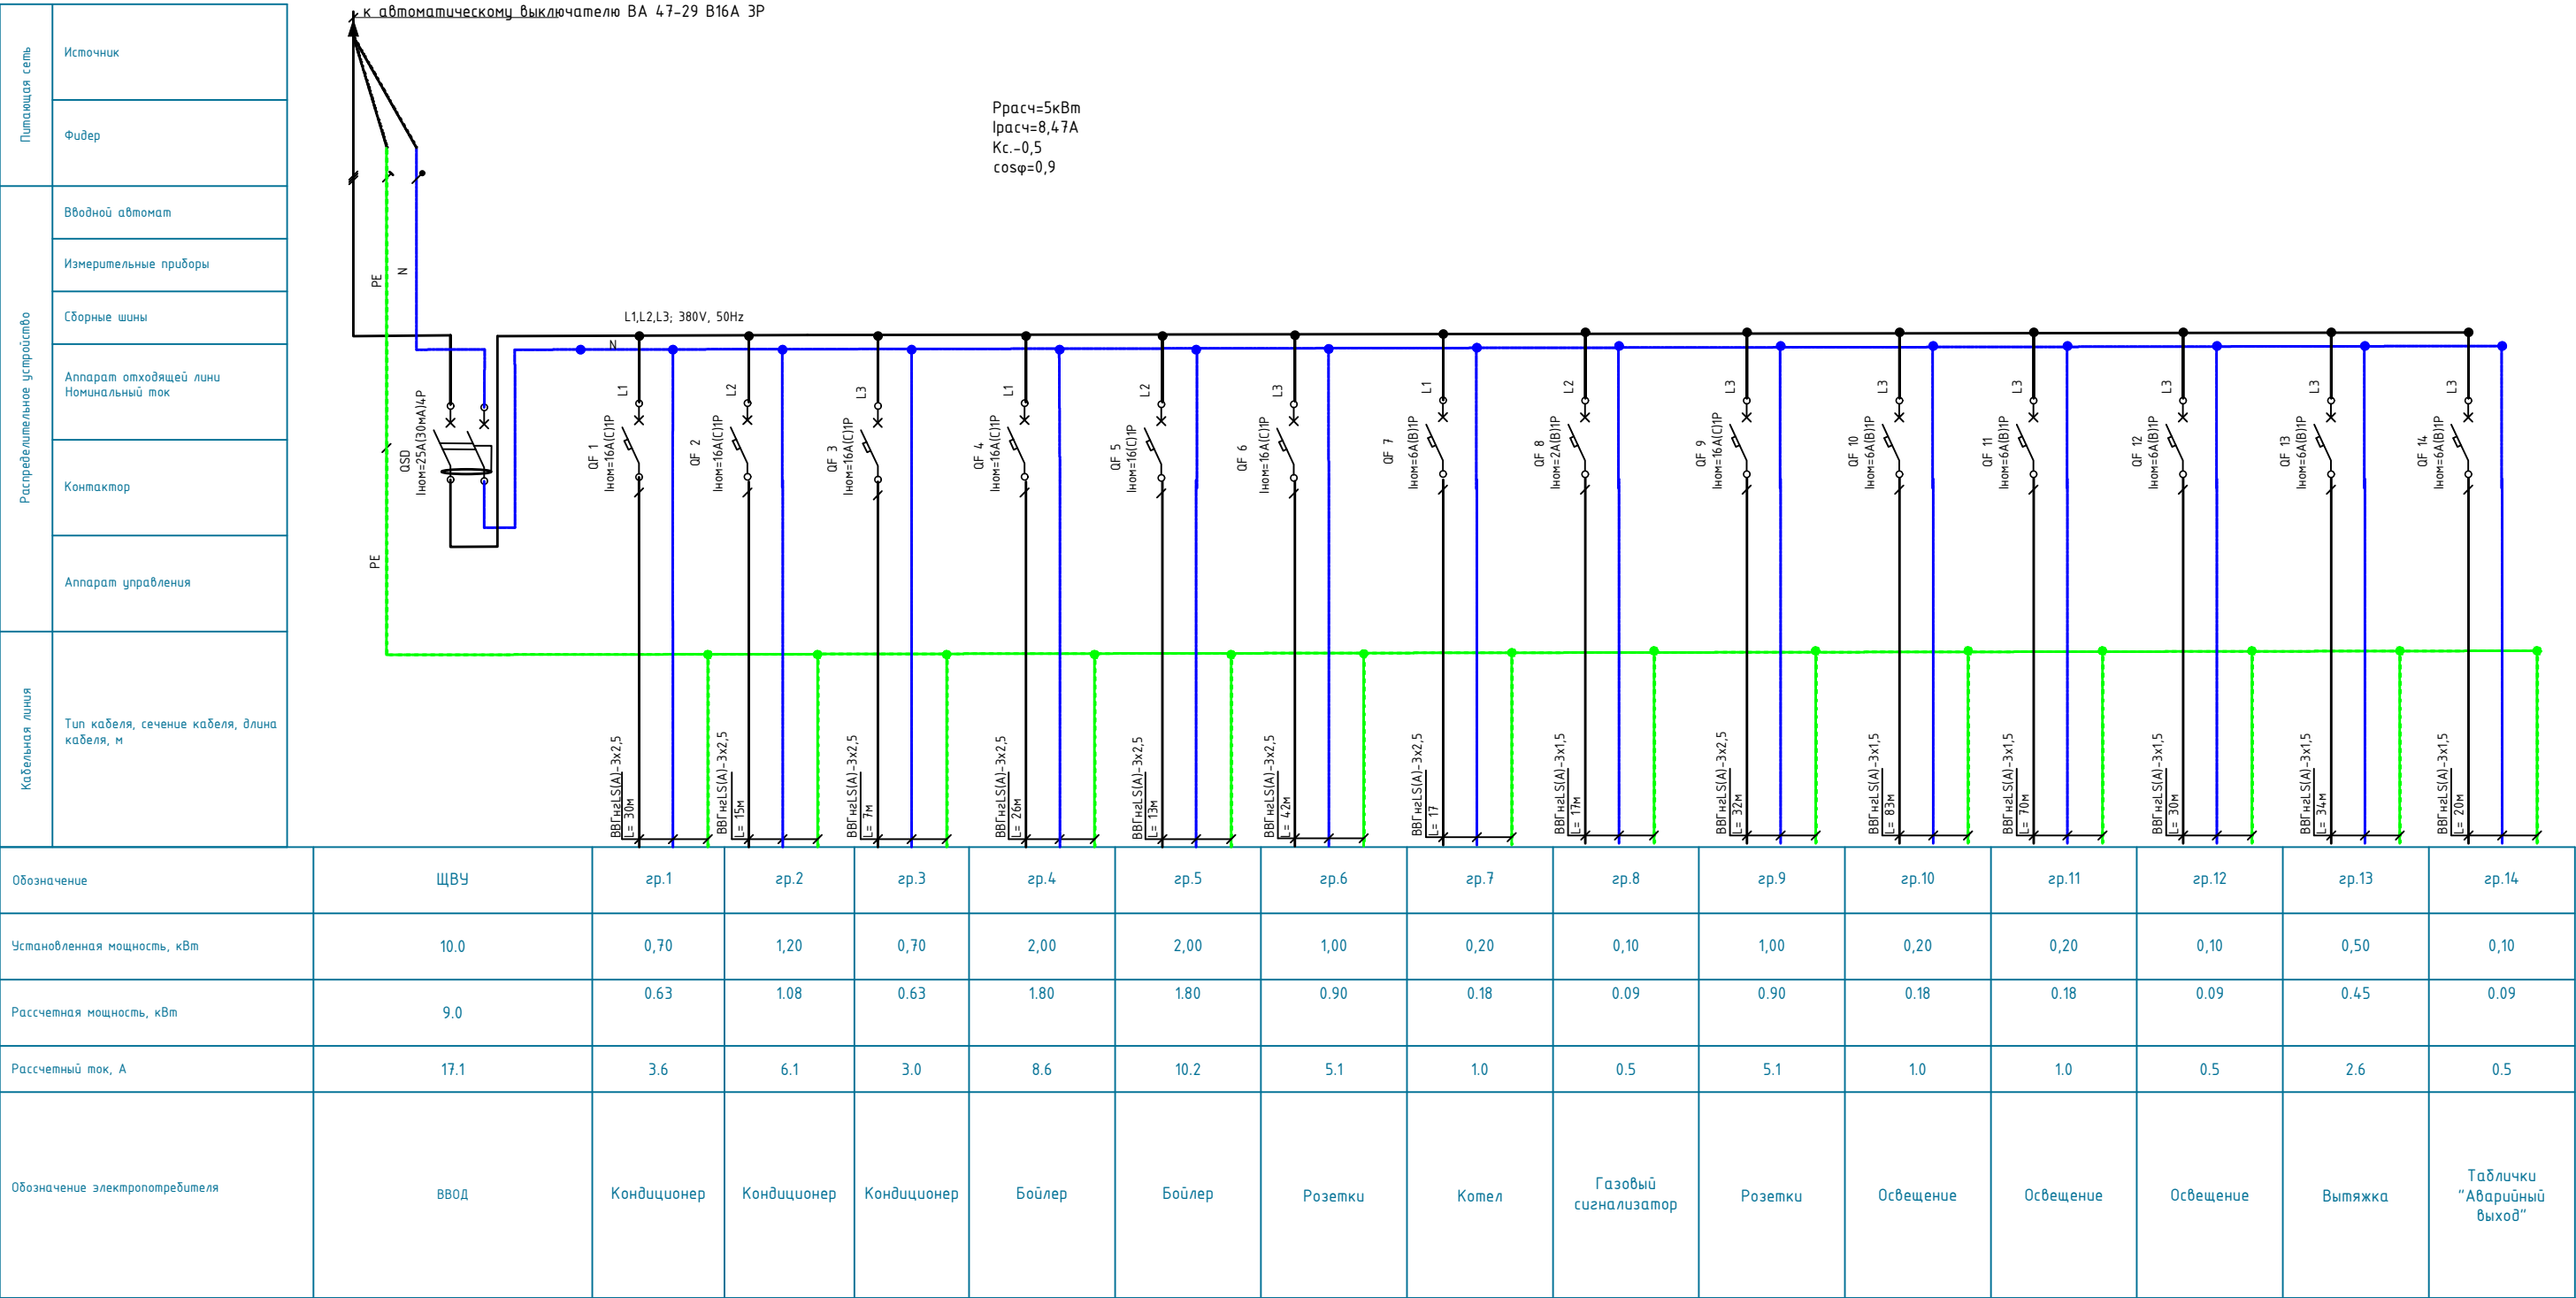 к автоматическому выключателю ВА 47-29 В16А 3Р
Питающая сеть
Источник
Фидер
Ррасч=5кВт
Iрасч=8,47А
Кс.-0,5
cosφ=0,9
Распределительное устройство
Вводной автомат
Измерительные приборы
Сборные шины
Аппарат отходящей лини
Номинальный ток
Контактор
Аппарат управления
PE
N
PE
L1,L2,L3; 380V, 50Hz
N
QSD
Iном=25А(30мА)4Р
QF 1
Iном=16А(С)1Р
L1
QF 2
Iном=16А(С)1Р
L2
QF 3
Iном=16А(С)1Р
L3
QF 4
Iном=16А(С)1Р
L1
QF 5
Iном=16(С)1Р
L2
QF 6
Iном=16А(С)1Р
L3
QF 7
Iном=6А(В)1Р
L1
QF 8
Iном=2А(В)1Р
L2
QF 9
Iном=16А(С)1Р
L3
QF 10
Iном=6А(В)1Р
L3
QF 11
Iном=6А(В)1Р
L3
QF 12
Iном=6А(В)1Р
L3
QF 13
Iном=6А(В)1Р
L3
QF 14
Iном=6А(В)1Р
L3
Кабельная линия
Тип кабеля, сечение кабеля, длина
кабеля, м
ВВГнгLS(А)-3х2,5
L= 30м
ВВГнгLS(А)-3х2,5
L= 15м
ВВГнгLS(А)-3х2,5
L= 7м
ВВГнгLS(А)-3х2,5
L= 26м
ВВГнгLS(А)-3х2,5
L= 13м
ВВГнгLS(А)-3х2,5
L= 42м
ВВГнгLS(А)-3х2,5
L= 17
ВВГнгLS(А)-3х1,5
L= 17м
ВВГнгLS(А)-3х2,5
L= 32м
ВВГнгLS(А)-3х1,5
L= 83м
ВВГнгLS(А)-3х1,5
L= 70м
ВВГнгLS(А)-3х1,5
L= 30м
ВВГнгLS(А)-3х1,5
L= 34м
ВВГнгLS(А)-3х1,5
L= 20м
Обозначение ЩВУ гр.1 гр.2 гр.3 гр.4 гр.5 гр.6 гр.7 гр.8 гр.9 гр.10 гр.11 гр.12 гр.13 гр.14
Установленная мощность, кВт 10.0 0,70 1,20 0,70 2,00 2,00 1,00 0,20 0,10 1,00 0,20 0,20 0,10 0,50 0,10
Рассчетная мощность, кВт 9.0 0.63 1.08 0.63 1.80 1.80 0.90 0.18 0.09 0.90 0.18 0.18 0.09 0.45 0.09
Рассчетный ток, А 17.1 3.6 6.1 3.0 8.6 10.2 5.1 1.0 0.5 5.1 1.0 1.0 0.5 2.6 0.5
Обозначение электропотребителя
ВВОД
Кондиционер
Кондиционер
Кондиционер
Бойлер
Бойлер
Розетки
Котел
Газовый
сигнализатор
Розетки
Освещение
Освещение
Освещение
Вытяжка
Таблички
"Аварийный
выход"